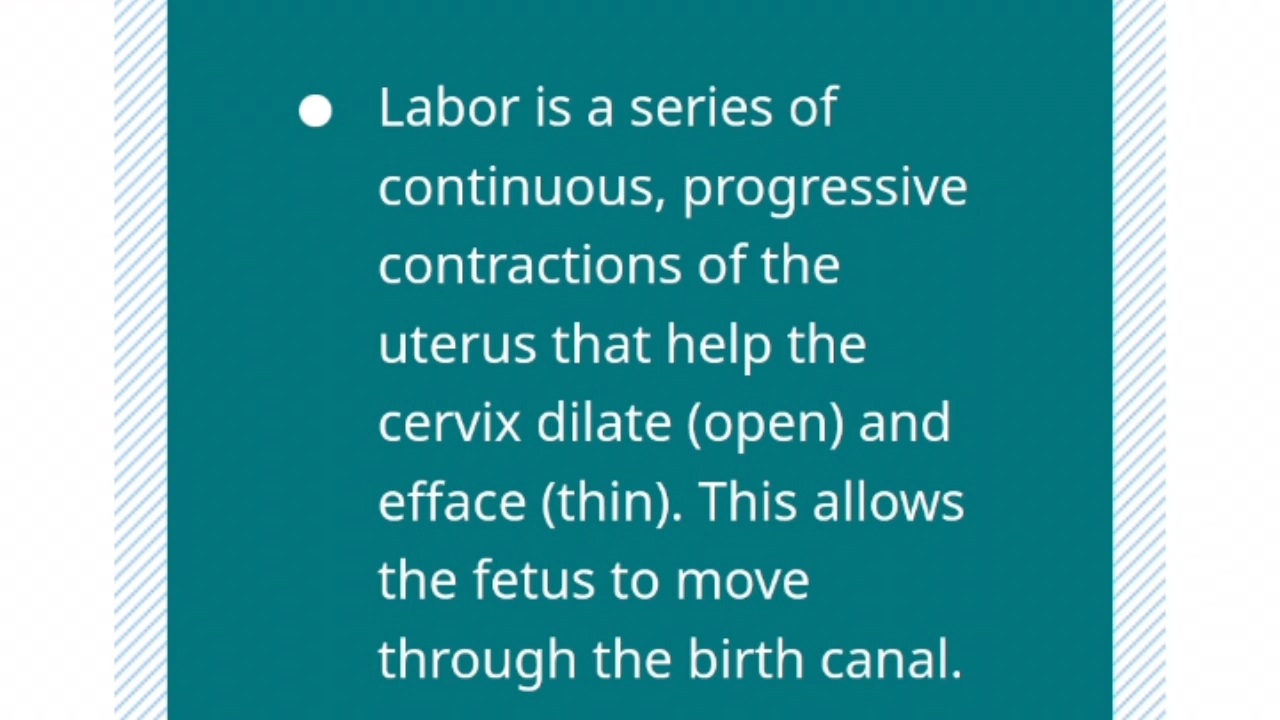 ● Labor is a series of
continuous, progressive
contractions of the
uterus that help the
cervix dilate (open) and
efface (thin). This allows
the fetus to move
through the birth canal.